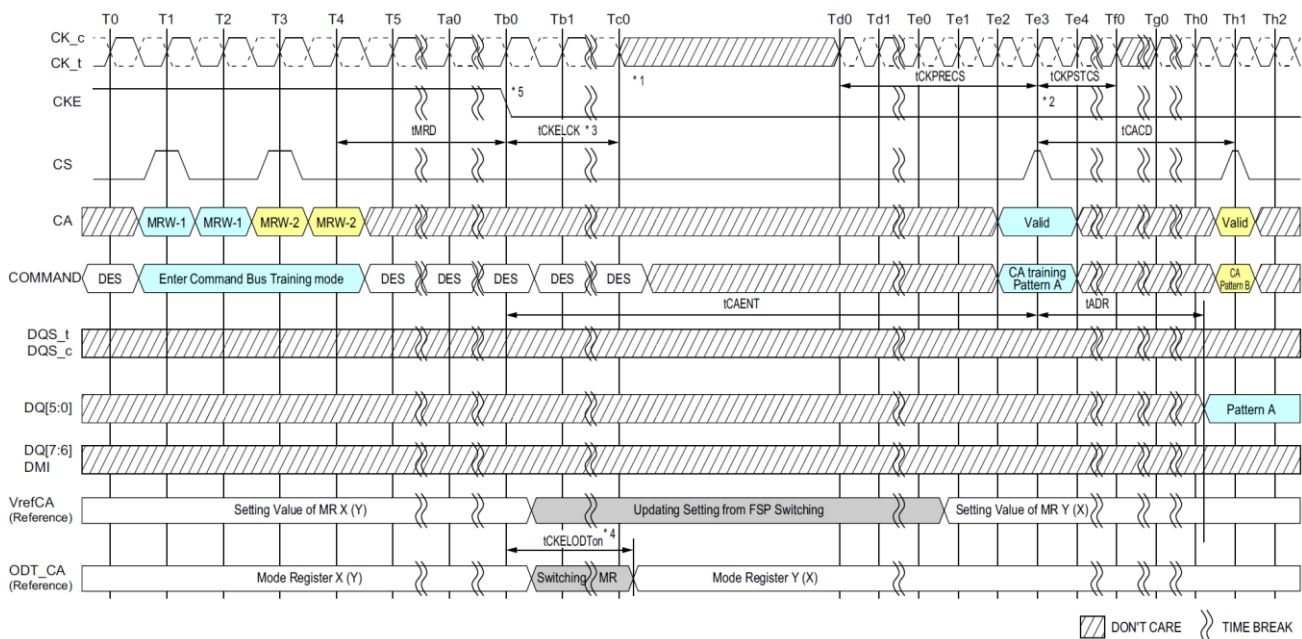 T0 T1 T2 T3 T4 T5 Ta0 Tb0 Tb1 Tc0 Td0 Td1 Te0 Te1 Te2 Te3 Te4 Tf0 Tg0 Th0 Th1 Th2
CK_c
CK_t
* 1
tCKPRECS
tCKPSTCS
CKE
* 5
* 2
tMRD
tCKELCK * 3
tCACD
CS
CA
MRW-1
MRW-1
MRW-2
MRW-2
Valid
Valid
COMMAND
DES
Enter Command Bus Training mode
DES
DES
DES
DES
DES
CA training
Pattern A
CA
Pattern B
tCAENT
tADR
DQS_t
DQS_c
DQ[5:0]
Pattern A
DQ[7:6]
DMI
VrefCA
(Reference)
Setting Value of MR X (Y)
Updating Setting from FSP Switching
Setting Value of MR Y (X)
tCKELODTon * 4
ODT_CA
(Reference)
Mode Register X (Y)
Switching MR
Mode Register Y (X)
DON'T CARE
TIME BREAK